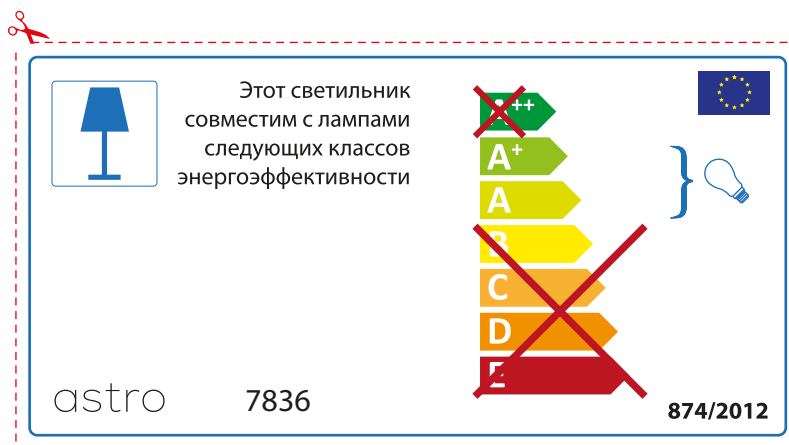 Этот светильник
совместим с лампами
следующих классов
энергоэффективности
A++
A+
A
B
C
D
E
astro
7836
874/2012